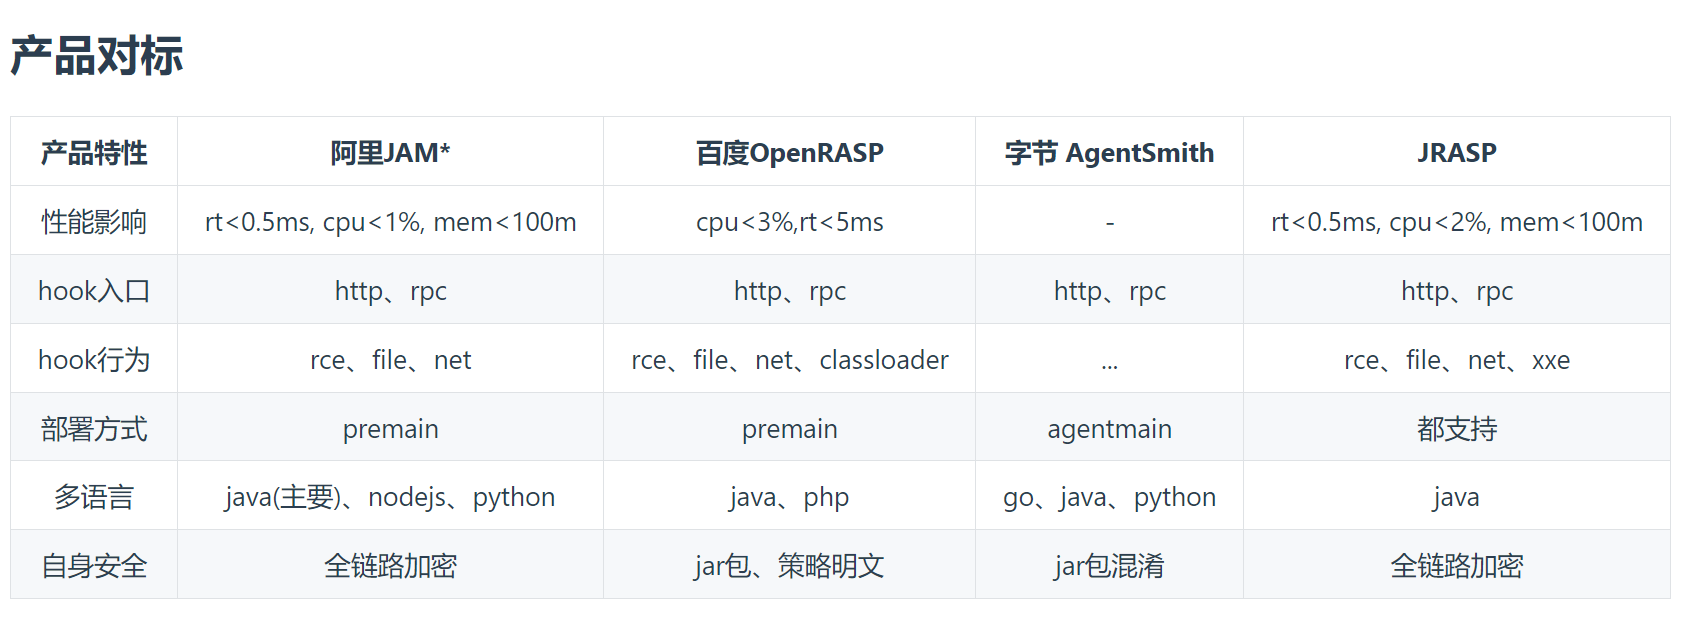 产品对标
产品特性 阿里JAM* 百度OpenRASP 字节 AgentSmith JRASP
性能影响 rt<0.5ms, cpu<1%, mem<100m cpu<3%,rt<5ms - rt<0.5ms, cpu<2%, mem<100m
hook入口 http、rpc http、rpc http、rpc http、rpc
hook行为 rce、file、net rce、file、net、classloader ... rce、file、net、xxe
部署方式 premain premain agentmain 都支持
多语言 java(主要)、nodejs、python java、php go、java、python java
自身安全 全链路加密 jar包、策略明文 jar包混淆 全链路加密